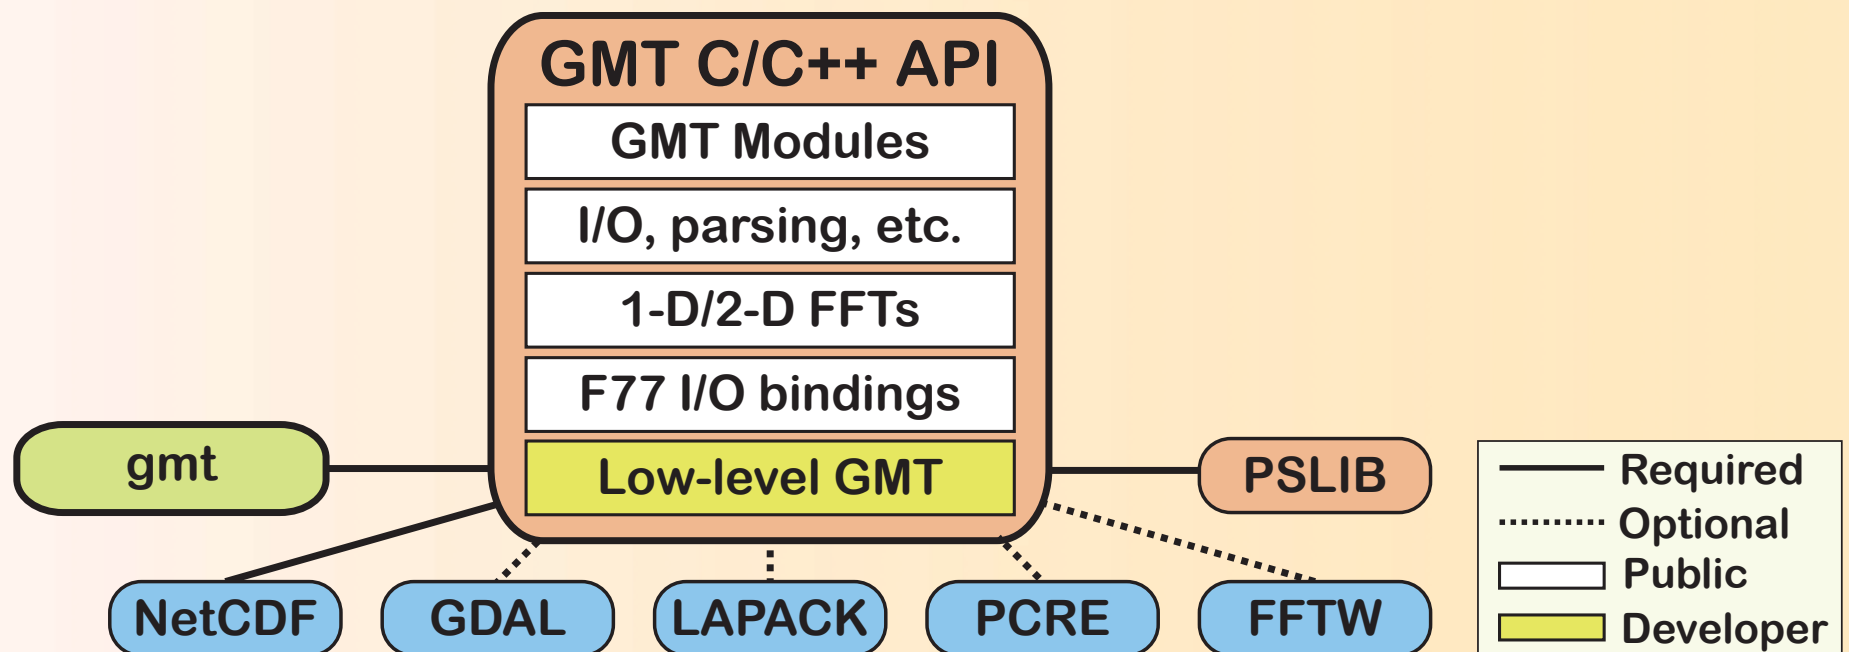 GMT C/C++ API
GMT Modules
I/O, parsing, etc.
1-D/2-D FFTs
F77 I/O bindings
Low-level GMT
gmt
PSLIB
NetCDF
GDAL
LAPACK
PCRE
FFTW
Required
Optional
Public
Developer